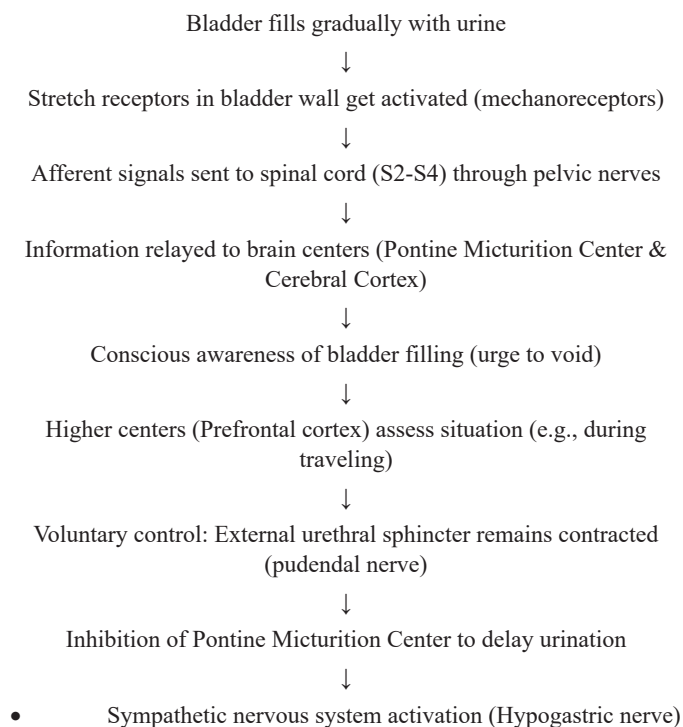 Bladder fills gradually with urine
↓
Stretch receptors in bladder wall get activated (mechanoreceptors)
↓
Afferent signals sent to spinal cord (S2-S4) through pelvic nerves
↓
Information relayed to brain centers (Pontine Micturition Center &
Cerebral Cortex)
↓
Conscious awareness of bladder filling (urge to void)
↓
Higher centers (Prefrontal cortex) assess situation (e.g., during
traveling)
↓
Voluntary control: External urethral sphincter remains contracted
(pudendal nerve)
↓
Inhibition of Pontine Micturition Center to delay urination
↓
• Sympathetic nervous system activation (Hypogastric nerve)